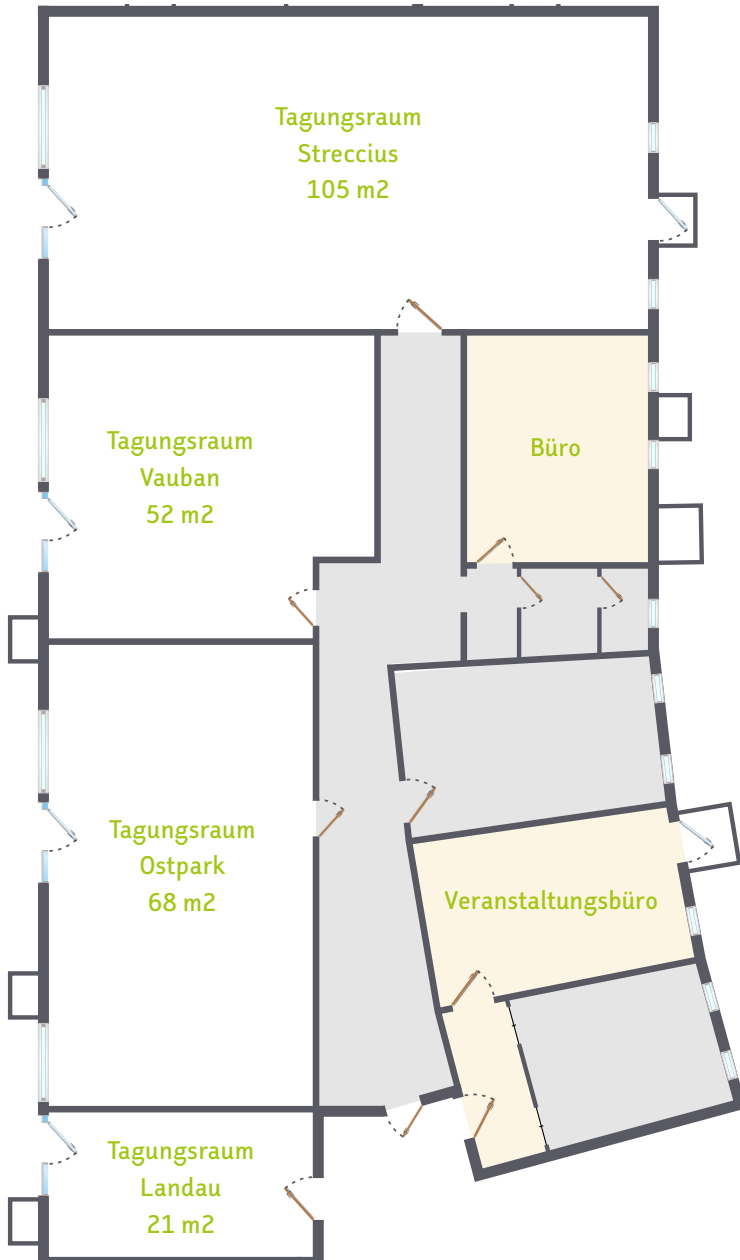 Tagungsraum
Streccius
105 m2
Tagungsraum
Vauban
52 m2
Büro
Tagungsraum
Ostpark
68 m2
Veranstaltungsbüro
Tagungsraum
Landau
21 m2